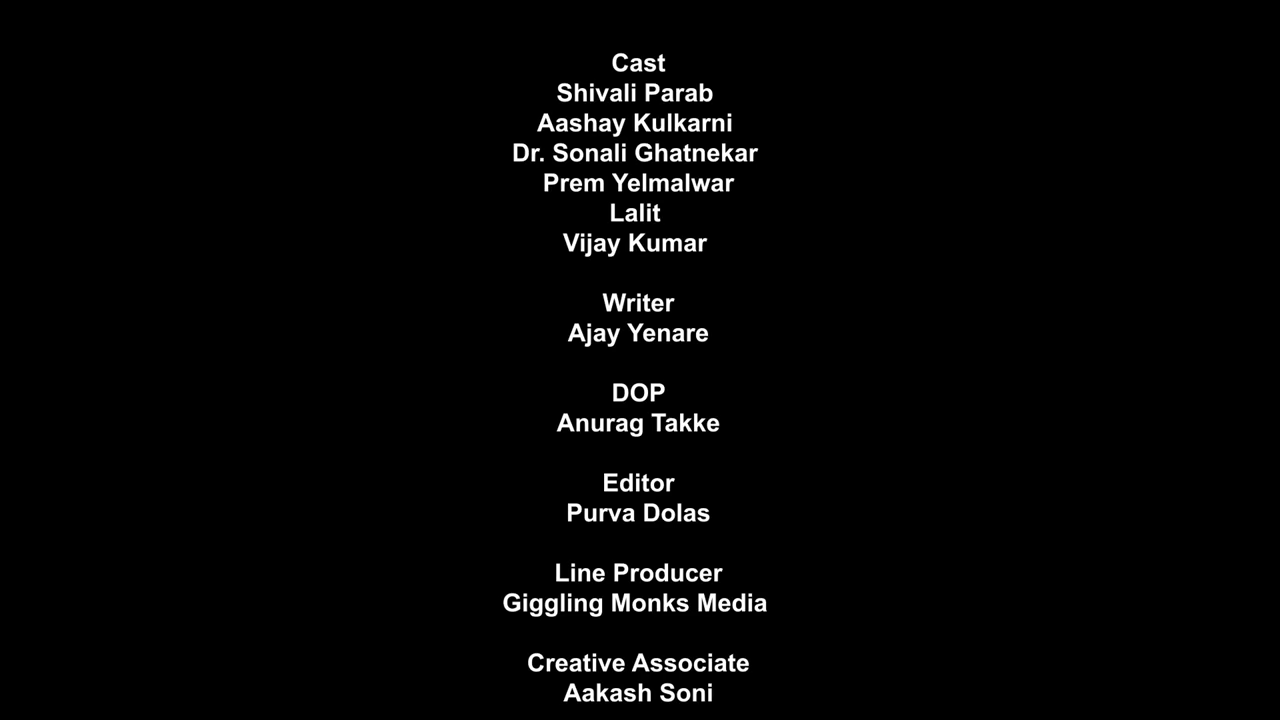 Cast
Shivali Parab
Aashay Kulkarni
Dr. Sonali Ghatnekar
Prem Yelmalwar
Lalit
Vijay Kumar
Writer
Ajay Yenare
DOP
Anurag Takke
Editor
Purva Dolas
Line Producer
Giggling Monks Media
Creative Associate
Aakash Soni